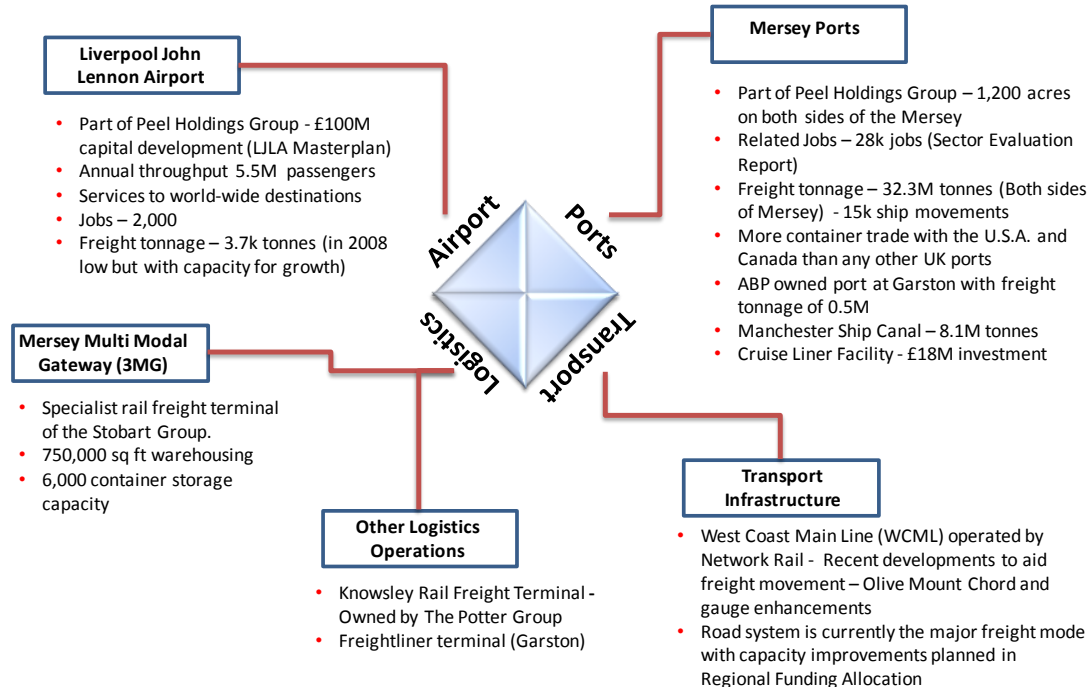 Liverpool John
Lennon Airport
• Part of Peel Holdings Group - £100M
capital development (LJLA Masterplan)
• Annual throughput 5.5M passengers
• Services to world-wide destinations
• Jobs – 2,000
• Freight tonnage – 3.7k tonnes (in 2008
low but with capacity for growth)
Mersey Ports
• Part of Peel Holdings Group – 1,200 acres
on both sides of the Mersey
• Related Jobs – 28k jobs (Sector Evaluation
Report)
• Freight tonnage – 32.3M tonnes (Both sides
of Mersey) - 15k ship movements
• More container trade with the U.S.A. and
Canada than any other UK ports
• ABP owned port at Garston with freight
tonnage of 0.5M
• Manchester Ship Canal – 8.1M tonnes
• Cruise Liner Facility - £18M investment
Airport
Ports
Logistics
Transport
Mersey Multi Modal
Gateway (3MG)
• Specialist rail freight terminal
of the Stobart Group.
• 750,000 sq ft warehousing
• 6,000 container storage
capacity
Other Logistics
Operations
• Knowsley Rail Freight Terminal -
Owned by The Potter Group
• Freightliner terminal (Garston)
Transport
Infrastructure
• West Coast Main Line (WCML) operated by
Network Rail - Recent developments to aid
freight movement – Olive Mount Chord and
gauge enhancements
• Road system is currently the major freight mode
with capacity improvements planned in
Regional Funding Allocation